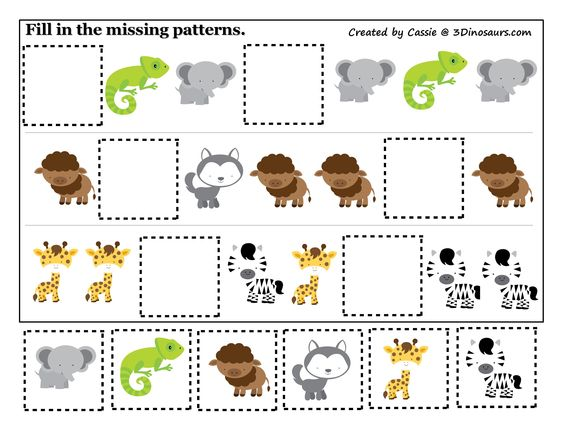 Fill in the missing patterns.
Created by Cassie @ 3Dinosaurs.com